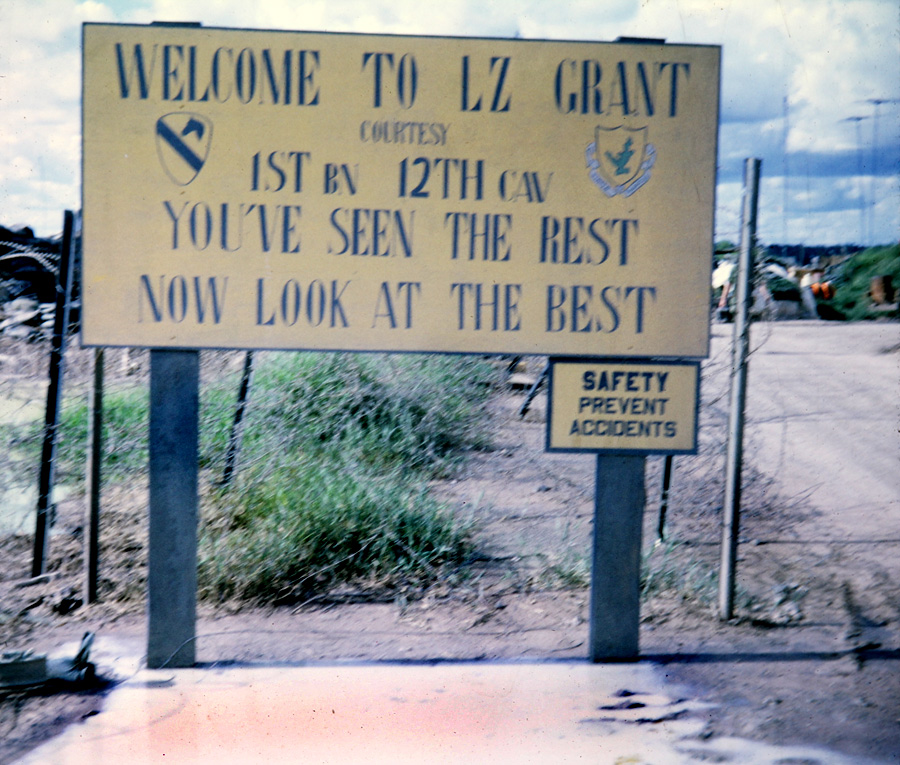 WELCOME TO LZ GRANT
COURTESY
1ST BN 12TH CAV
YOU'VE SEEN THE REST
NOW LOOK AT THE BEST
SAFETY
PREVENT
ACCIDENTS